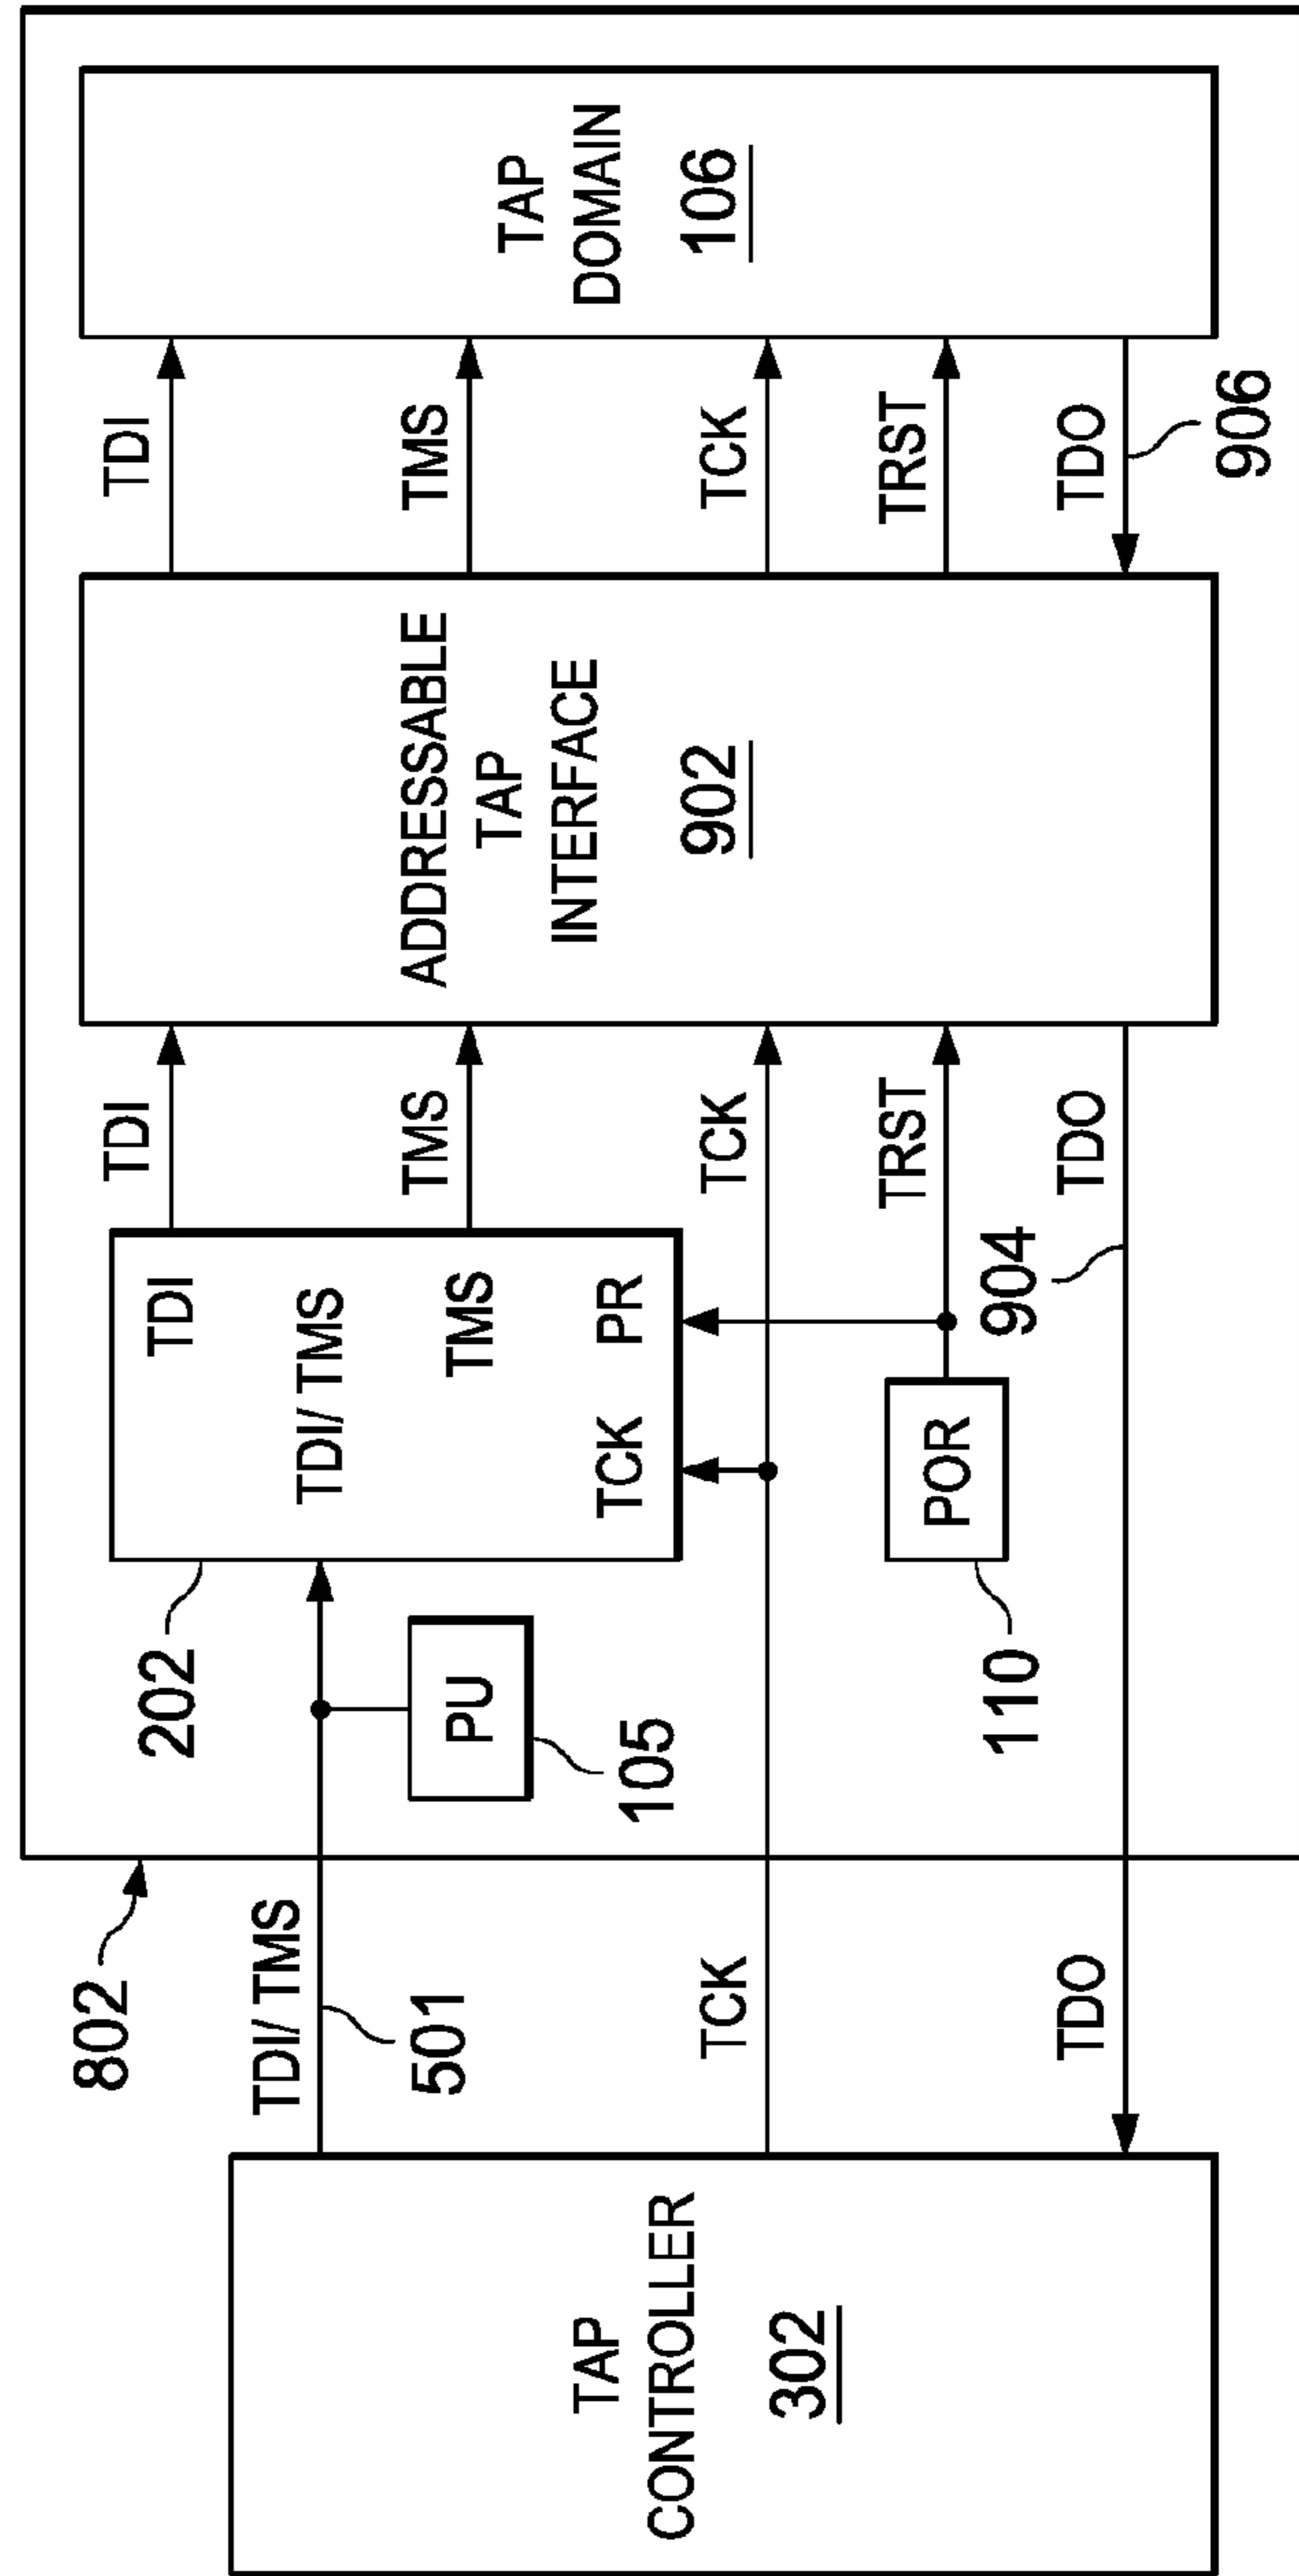 802
TDI/ TMS
501
TCK
TDO
TAP
CONTROLLER
302
202
PU
105
TDI
TDI/ TMS
TMS
TCK PR
POR
110
TDI
TMS
TCK
TRST
904
TDO
ADDRESSABLE
TAP
INTERFACE
902
TDI
TMS
TCK
TRST
TDO
906
TAP
DOMAIN
106